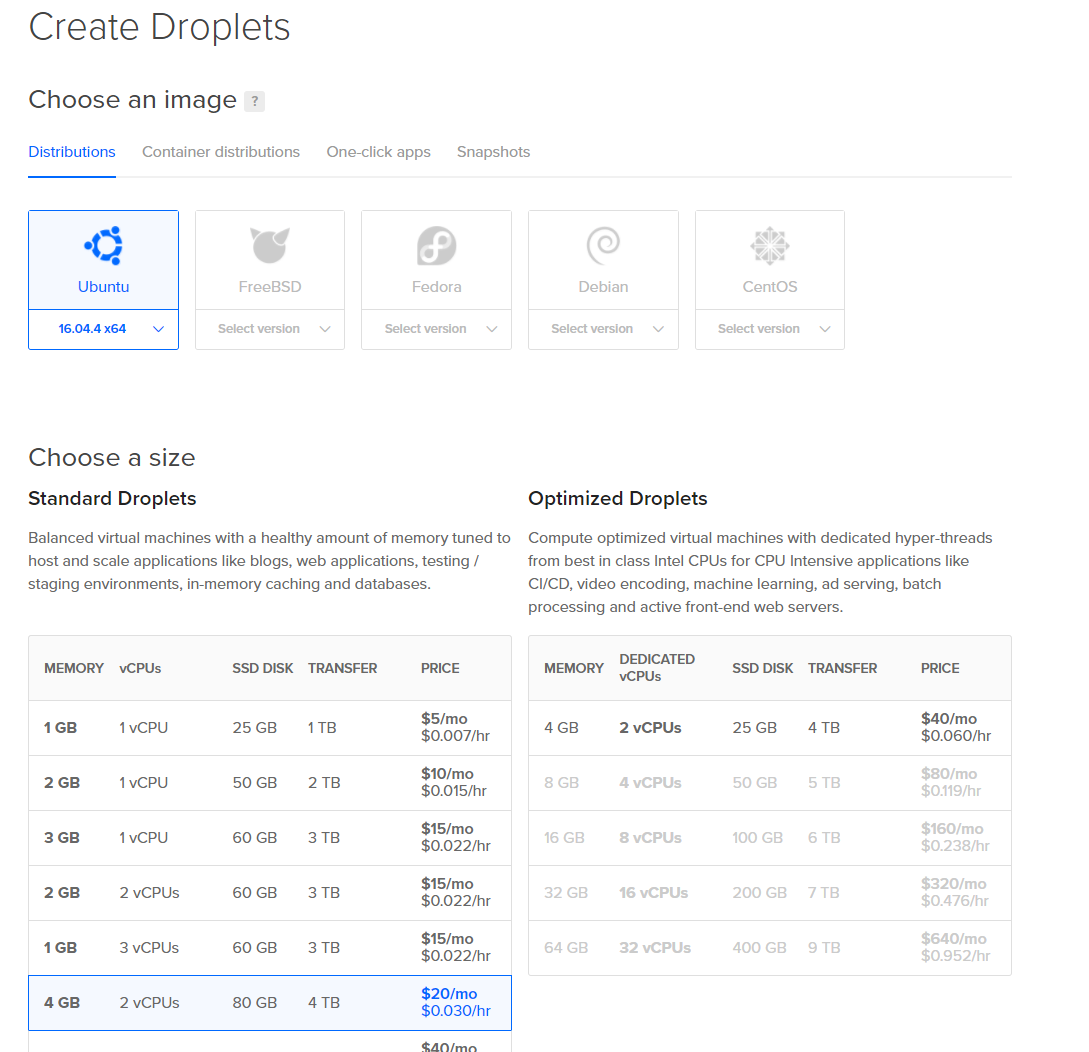 Create Droplets
Choose an image ?
Distributions Container distributions One-click apps Snapshots
Ubuntu FreeBSD Fedora Debian CentOS
16.04.4 x64 Select version Select version Select version Select version
Choose a size
Standard Droplets
Balanced virtual machines with a healthy amount of memory tuned to
host and scale applications like blogs, web applications, testing /
staging environments, in-memory caching and databases.
MEMORY vCPUs SSD DISK TRANSFER PRICE
1 GB 1 vCPU 25 GB 1 TB $5/mo
$0.007/hr
2 GB 1 vCPU 50 GB 2 TB $10/mo
$0.015/hr
3 GB 1 vCPU 60 GB 3 TB $15/mo
$0.022/hr
2 GB 2 vCPUs 60 GB 3 TB $15/mo
$0.022/hr
1 GB 3 vCPUs 60 GB 3 TB $15/mo
$0.022/hr
4 GB 2 vCPUs 80 GB 4 TB $20/mo
$0.030/hr
$40/mo
Optimized Droplets
Compute optimized virtual machines with dedicated hyper-threads
from best in class Intel CPUs for CPU Intensive applications like
CI/CD, video encoding, machine learning, ad serving, batch
processing and active front-end web servers.
MEMORY DEDICATED vCPUs SSD DISK TRANSFER PRICE
4 GB 2 vCPUs 25 GB 4 TB $40/mo
$0.060/hr
8 GB 4 vCPUs 50 GB 5 TB $80/mo
$0.119/hr
16 GB 8 vCPUs 100 GB 6 TB $160/mo
$0.238/hr
32 GB 16 vCPUs 200 GB 7 TB $320/mo
$0.476/hr
64 GB 32 vCPUs 400 GB 9 TB $640/mo
$0.952/hr